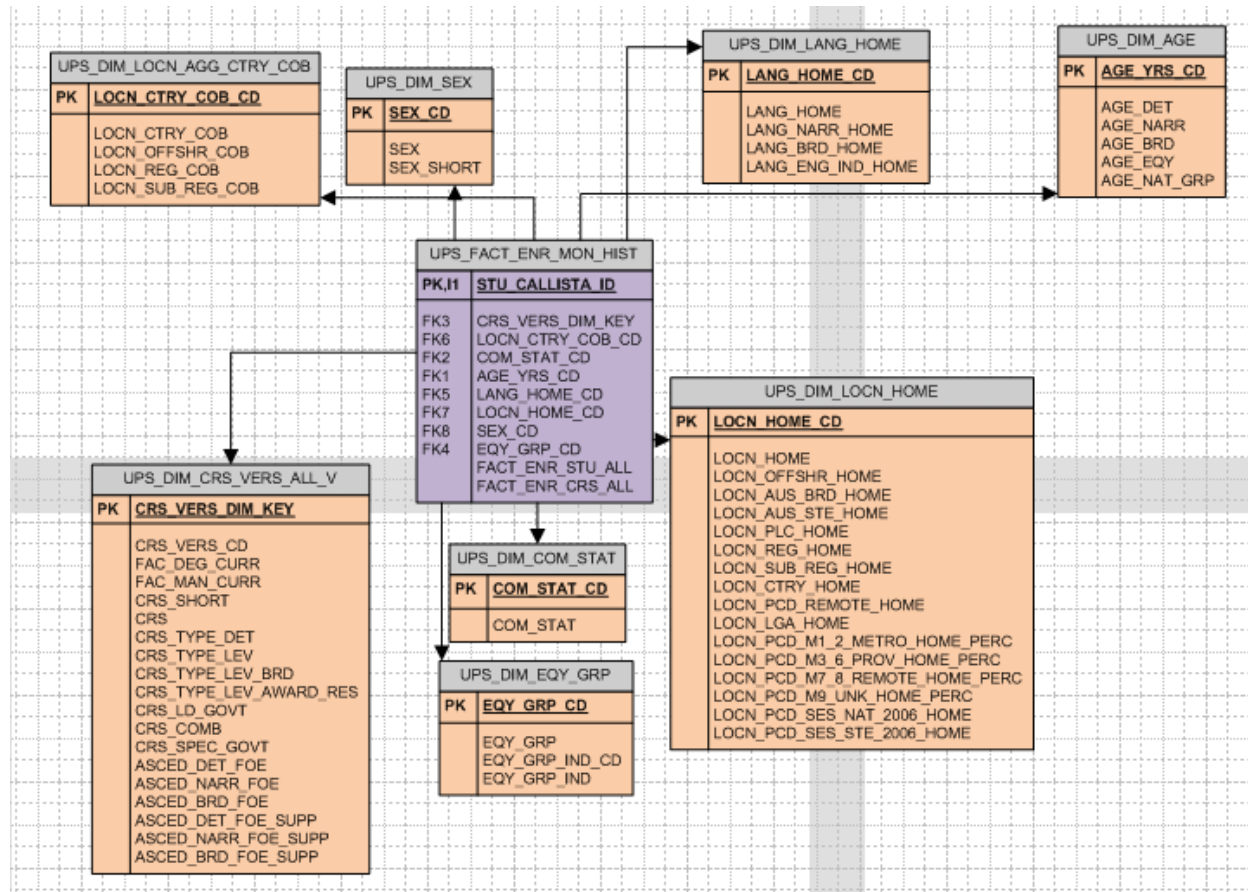 UPS_DIM_LOCN_AGG_CTRY_COB
PK LOCN_CTRY_COB_CD
LOCN_CTRY_COB
LOCN_OFFSHR_COB
LOCN_REG_COB
LOCN_SUB_REG_COB
UPS_DIM_SEX
PK SEX_CD
SEX
SEX_SHORT
UPS_DIM_LANG_HOME
PK LANG_HOME_CD
LANG_HOME
LANG_NARR_HOME
LANG_BRD_HOME
LANG_ENG_IND_HOME
UPS_DIM_AGE
PK AGE_YRS_CD
AGE_DET
AGE_NARR
AGE_BRD
AGE_EQY
AGE_NAT_GRP
UPS_FACT_ENR_MON_HIST
PK,I1 STU_CALLISTA_ID
FK3 CRS_VERS_DIM_KEY
FK6 LOCN_CTRY_COB_CD
FK2 COM_STAT_CD
FK1 AGE_YRS_CD
FK5 LANG_HOME_CD
FK7 LOCN_HOME_CD
FK8 SEX_CD
FK4 EQY_GRP_CD
FACT_ENR_STU_ALL
FACT_ENR_CRS_ALL
UPS_DIM_CRS_VERS_ALL_V
PK CRS_VERS_DIM_KEY
CRS_VERS_CD
FAC_DEG_CURR
FAC_MAN_CURR
CRS_SHORT
CRS
CRS_TYPE_DET
CRS_TYPE_LEV
CRS_TYPE_LEV_BRD
CRS_TYPE_LEV_AWARD_RES
CRS_LD_GOVT
CRS_COMB
CRS_SPEC_GOVT
ASCED_DET_FOE
ASCED_NARR_FOE
ASCED_BRD_FOE
ASCED_DET_FOE_SUPP
ASCED_NARR_FOE_SUPP
ASCED_BRD_FOE_SUPP
UPS_DIM_COM_STAT
PK COM_STAT_CD
COM_STAT
UPS_DIM_EQY_GRP
PK EQY_GRP_CD
EQY_GRP
EQY_GRP_IND_CD
EQY_GRP_IND
UPS_DIM_LOCN_HOME
PK LOCN_HOME_CD
LOCN_HOME
LOCN_OFFSHR_HOME
LOCN_AUS_BRD_HOME
LOCN_AUS_STE_HOME
LOCN_PLC_HOME
LOCN_REG_HOME
LOCN_SUB_REG_HOME
LOCN_CTRY_HOME
LOCN_PCD_REMOTE_HOME
LOCN_LGA_HOME
LOCN_PCD_M1_2_METRO_HOME_PERC
LOCN_PCD_M3_6_PROV_HOME_PERC
LOCN_PCD_M7_8_REMOTE_HOME_PERC
LOCN_PCD_M9_UNK_HOME_PERC
LOCN_PCD_SES_NAT_2006_HOME
LOCN_PCD_SES_STE_2006_HOME